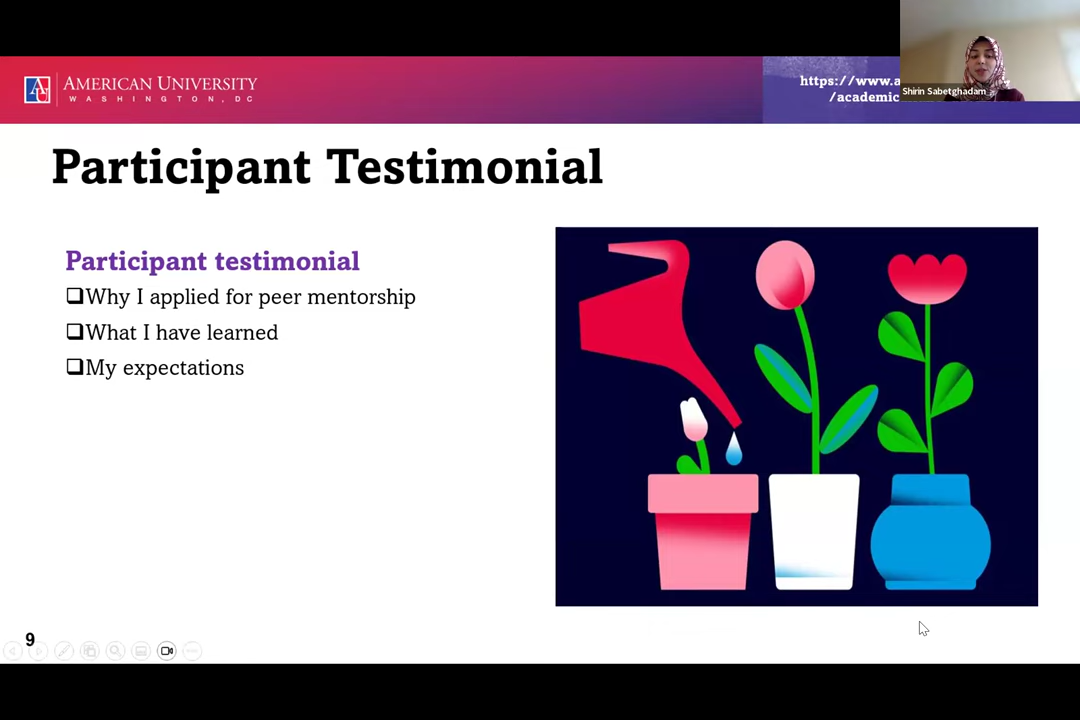 AMERICAN UNIVERSITY
WASHINGTON, DC
https://www.a
/academic
Shirin Sabetghadam
Participant Testimonial
Participant testimonial
❑Why I applied for peer mentorship
❑What I have learned
❑My expectations
9